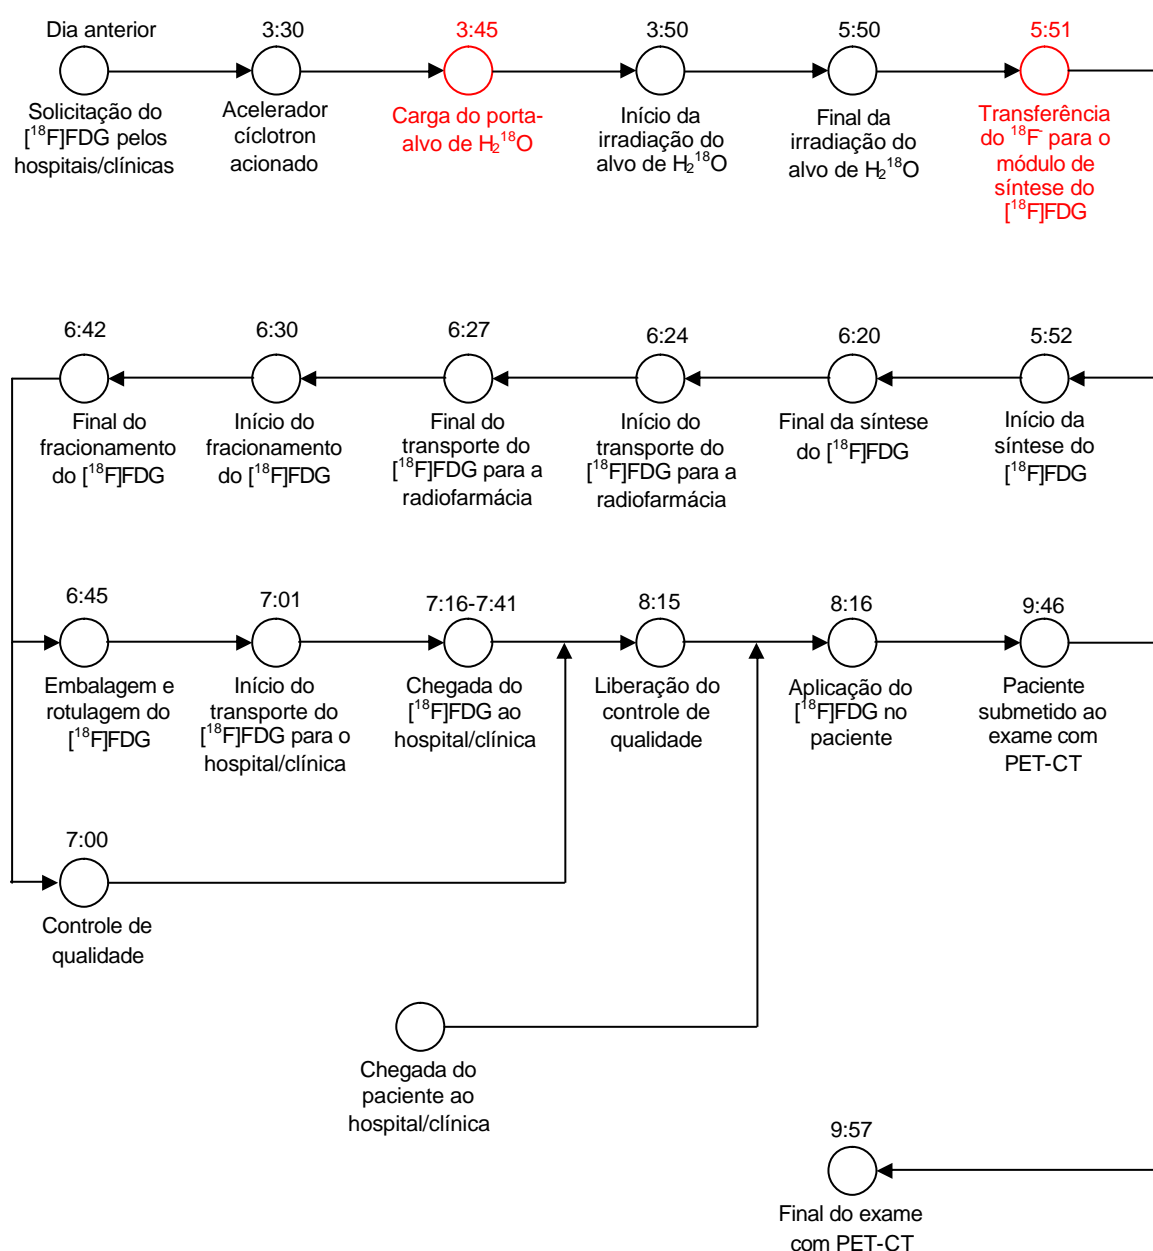 Dia anterior
Solicitação do
[¹⁸F]FDG pelos
hospitais/clínicas
3:30
Acelerador
cíclotron
acionado
3:45
Carga do porta-
alvo de H₂¹⁸O
3:50
Início da
irradiação do
alvo de H₂¹⁸O
5:50
Final da
irradiação do
alvo de H₂¹⁸O
5:51
Transferência
do ¹⁸F⁻ para o
módulo de
síntese do
[¹⁸F]FDG
6:42
Final do
fracionamento
do [¹⁸F]FDG
6:30
Início do
fracionamento
do [¹⁸F]FDG
6:27
Final do
transporte do
[¹⁸F]FDG para a
radiofarmácia
6:24
Início do
transporte do
[¹⁸F]FDG para a
radiofarmácia
6:20
Final da síntese
do [¹⁸F]FDG
5:52
Início da
síntese do
[¹⁸F]FDG
6:45
Embalagem e
rotulagem do
[¹⁸F]FDG
7:01
Início do
transporte do
[¹⁸F]FDG para o
hospital/clínica
7:16-7:41
Chegada do
[¹⁸F]FDG ao
hospital/clínica
8:15
Liberação do
controle de
qualidade
8:16
Aplicação do
[¹⁸F]FDG no
paciente
9:46
Paciente
submetido ao
exame com
PET-CT
7:00
Controle de
qualidade
Chegada do
paciente ao
hospital/clínica
9:57
Final do exame
com PET-CT